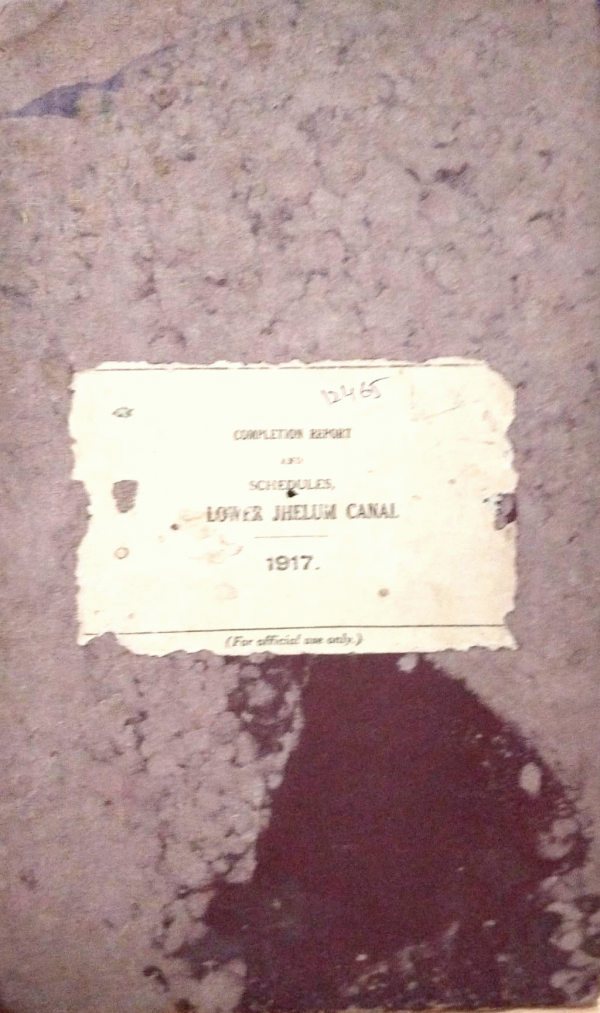 12465
COMPLETION REPORT
AND
SCHEDULES,
LOWER JHELUM CANAL
1917.
(For official use only.)